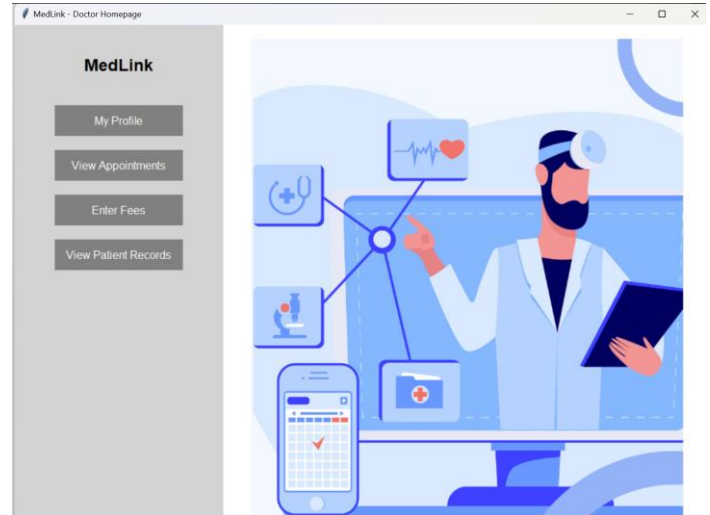 MedLink - Doctor Homepage
MedLink
My Profile
View Appointments
Enter Fees
View Patient Records